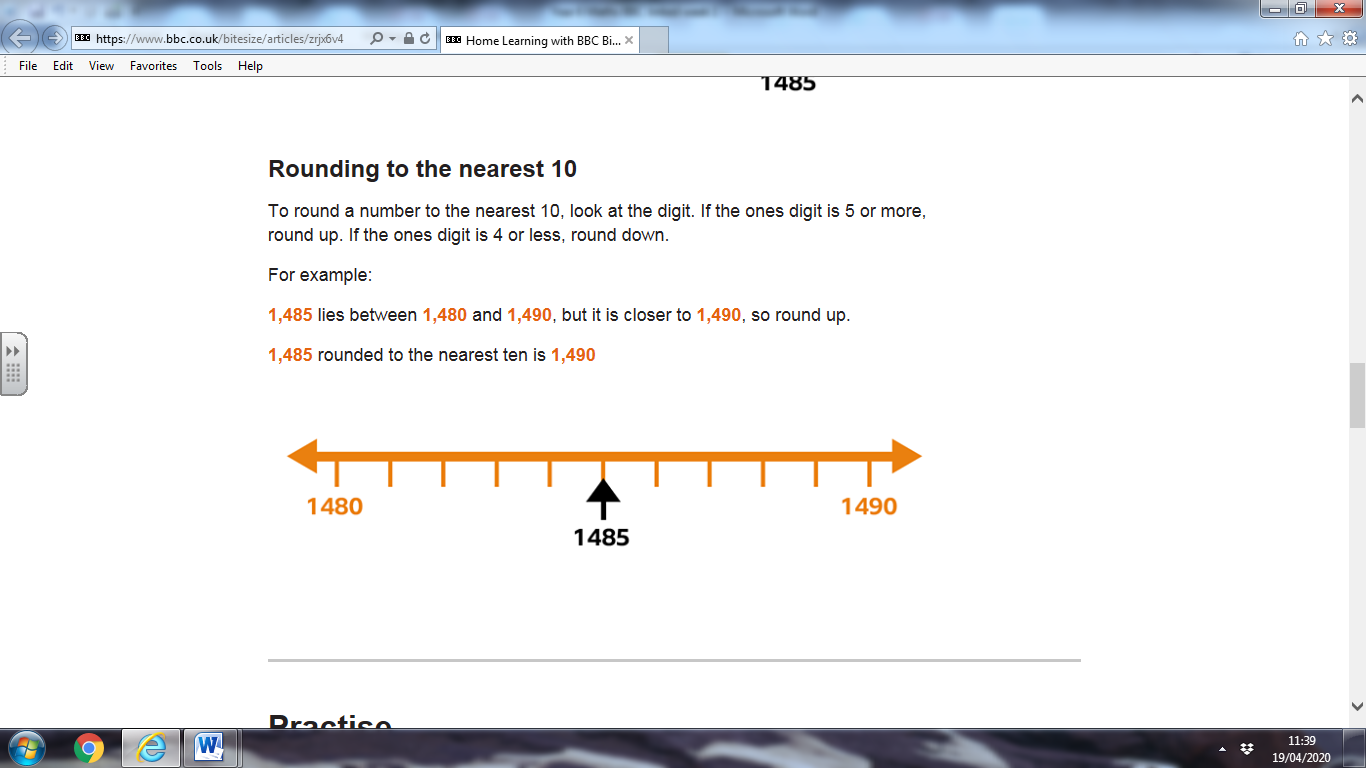 https://www.bbc.co.uk/bitesize/articles/zrjx6v4
BBC Home Learning with BBC Bi...
File Edit View Favorites Tools Help
1485
Rounding to the nearest 10
To round a number to the nearest 10, look at the digit. If the ones digit is 5 or more,
round up. If the ones digit is 4 or less, round down.
For example:
1,485 lies between 1,480 and 1,490, but it is closer to 1,490, so round up.
1,485 rounded to the nearest ten is 1,490
1480 1490
1485
Practise
11:39
19/04/2020